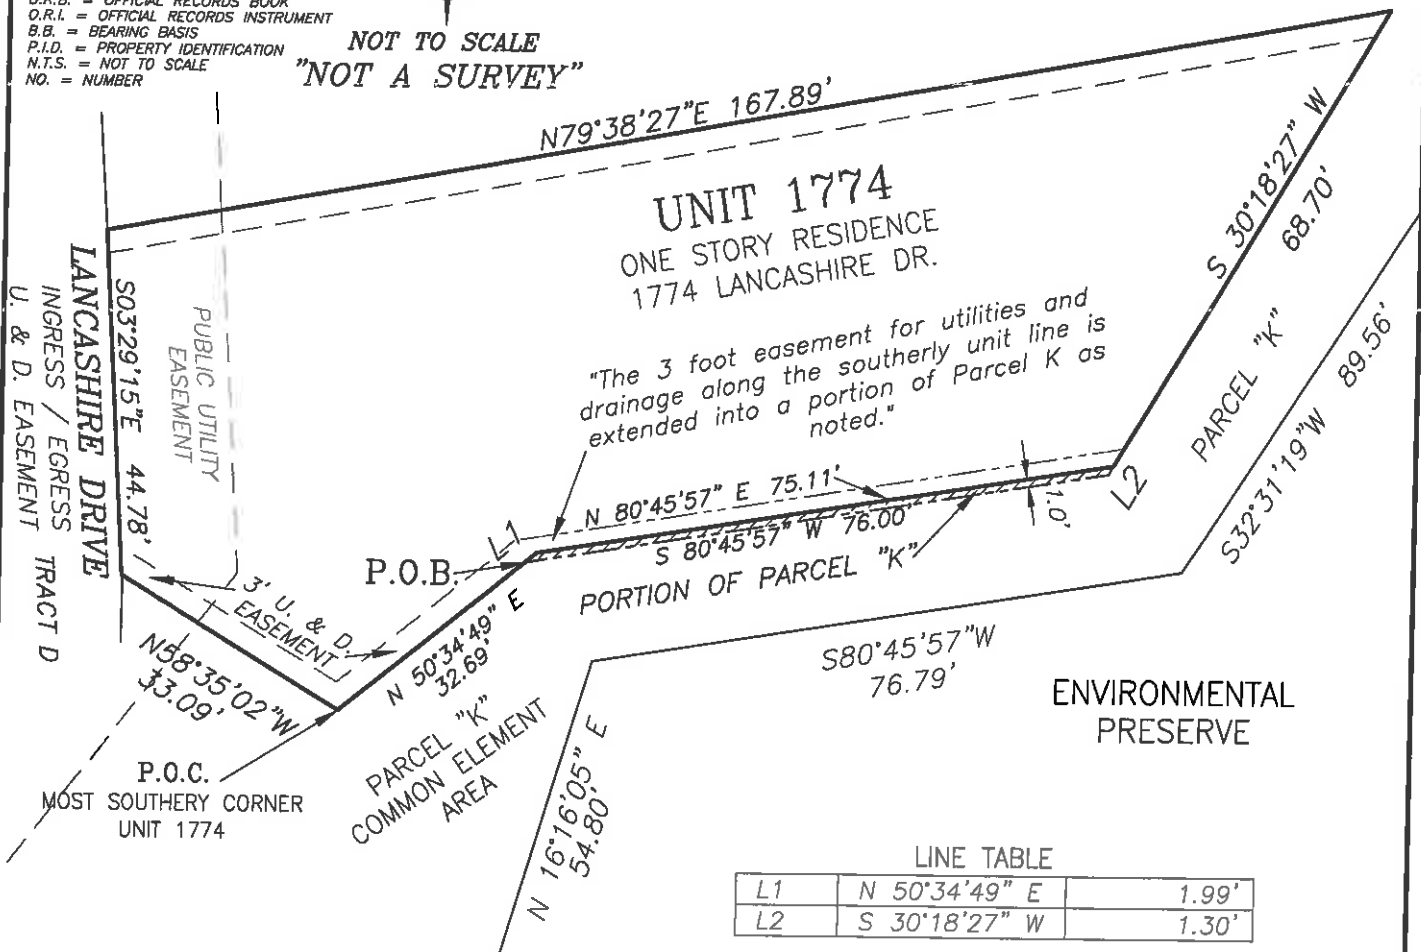 O.R.B. = OFFICIAL RECORDS BOOK
O.R.I. = OFFICIAL RECORDS INSTRUMENT
B.B. = BEARING BASIS
P.I.D. = PROPERTY IDENTIFICATION
N.T.S. = NOT TO SCALE
NO. = NUMBER
NOT TO SCALE
"NOT A SURVEY"
N79°38'27"E 167.89'
UNIT 1774
ONE STORY RESIDENCE
1774 LANCASHIRE DR.
S 30°18'27" W
68.70'
"The 3 foot easement for utilities and
drainage along the southerly unit line is
extended into a portion of Parcel K as
noted."
PARCEL "K"
S32°31'19"W 89.56'
LANCASHIRE DRIVE
INGRESS / EGRESS
U. & D. EASEMENT TRACT D
S03°29'15"E 44.78'
PUBLIC UTILITY
EASEMENT
L1
N 80°45'57" E 75.11'
S 80°45'57" W 76.00'
1.0'
L2
P.O.B.
PORTION OF PARCEL "K"
3' U. & D.
EASEMENT
N58°35'02"W
33.09'
N 50°34'49" E
32.69'
P.O.C.
MOST SOUTHERY CORNER
UNIT 1774
PARCEL "K"
COMMON ELEMENT
AREA
S80°45'57"W
76.79'
N 16°16'05" E
54.80'
ENVIRONMENTAL
PRESERVE
LINE TABLE
L1 N 50°34'49" E 1.99'
L2 S 30°18'27" W 1.30'